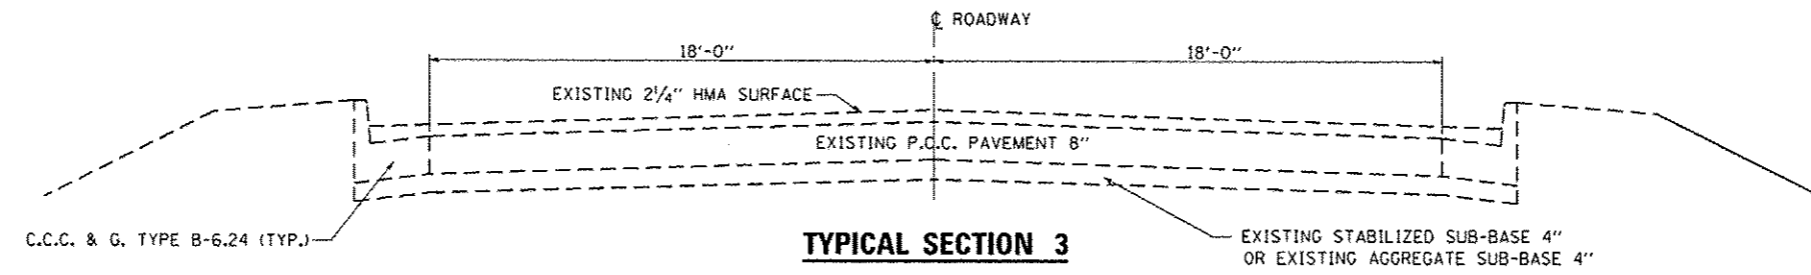 ℄ ROADWAY
18'-0"
18'-0"
EXISTING 2¼" HMA SURFACE
EXISTING P.C.C. PAVEMENT 8"
C.C.C. & G. TYPE B-6.24 (TYP.)
TYPICAL SECTION 3
EXISTING STABILIZED SUB-BASE 4"
OR EXISTING AGGREGATE SUB-BASE 4"